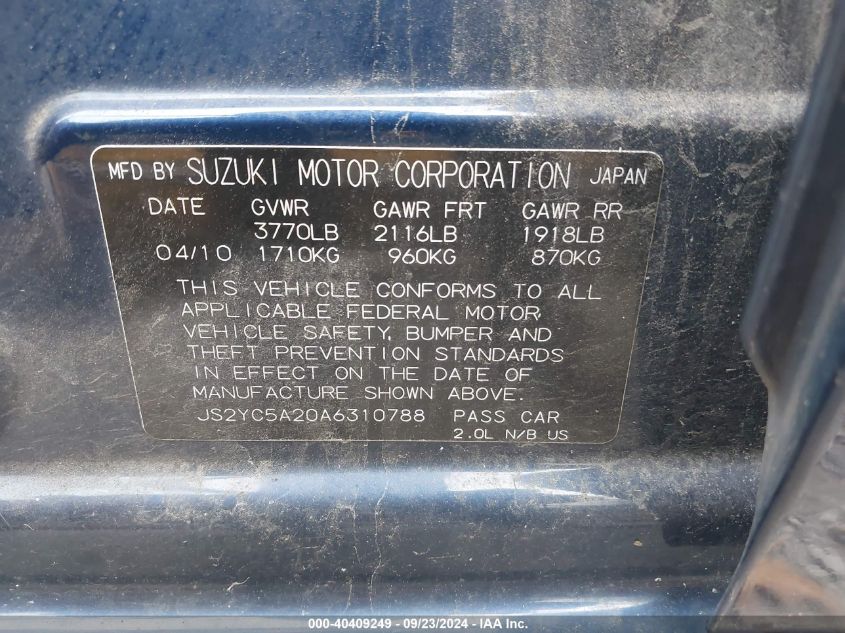 MFD BY SUZUKI MOTOR CORPORATION JAPAN
DATE GVWR GAWR FRT GAWR RR
3770LB 2116LB 1918LB
04/10 1710KG 960KG 870KG
THIS VEHICLE CONFORMS TO ALL
APPLICABLE FEDERAL MOTOR
VEHICLE SAFETY, BUMPER AND
THEFT PREVENTION STANDARDS
IN EFFECT ON THE DATE OF
MANUFACTURE SHOWN ABOVE.
JS2YC5A20A6310788 PASS CAR
2.0L N/B US
000-40409249 - 09/23/2024 - IAA Inc.